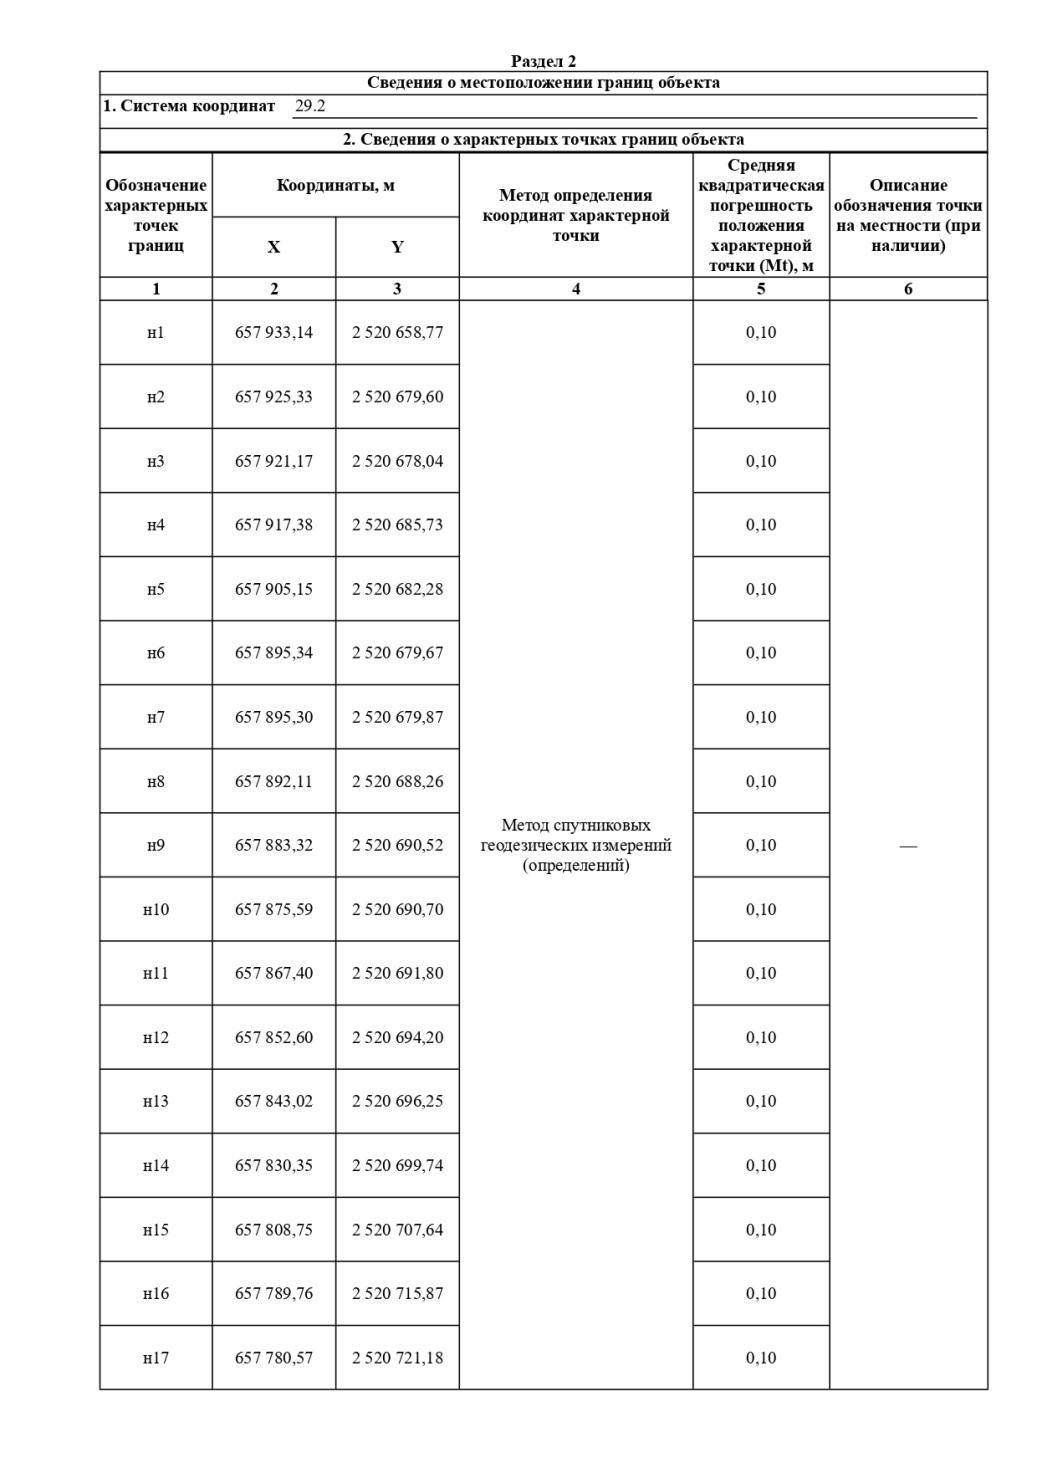 Раздел 2
Сведения о местоположении границ объекта
1. Система координат 29.2
2. Сведения о характерных точках границ объекта
Обозначение
характерных
точек
границ
Координаты, м
X
Y
Метод определения
координат характерной
точки
Средняя
квадратическая
погрешность
положения
характерной
точки (Mt), м
Описание
обозначения точки
на местности (при
наличии)
1 2 3 4 5 6
н1 657 933,14 2 520 658,77 0,10
н2 657 925,33 2 520 679,60 0,10
н3 657 921,17 2 520 678,04 0,10
н4 657 917,38 2 520 685,73 0,10
н5 657 905,15 2 520 682,28 0,10
н6 657 895,34 2 520 679,67 0,10
н7 657 895,30 2 520 679,87 0,10
н8 657 892,11 2 520 688,26 0,10
Метод спутниковых
геодезических измерений
(определений)
н9 657 883,32 2 520 690,52 0,10 —
н10 657 875,59 2 520 690,70 0,10
н11 657 867,40 2 520 691,80 0,10
н12 657 852,60 2 520 694,20 0,10
н13 657 843,02 2 520 696,25 0,10
н14 657 830,35 2 520 699,74 0,10
н15 657 808,75 2 520 707,64 0,10
н16 657 789,76 2 520 715,87 0,10
н17 657 780,57 2 520 721,18 0,10